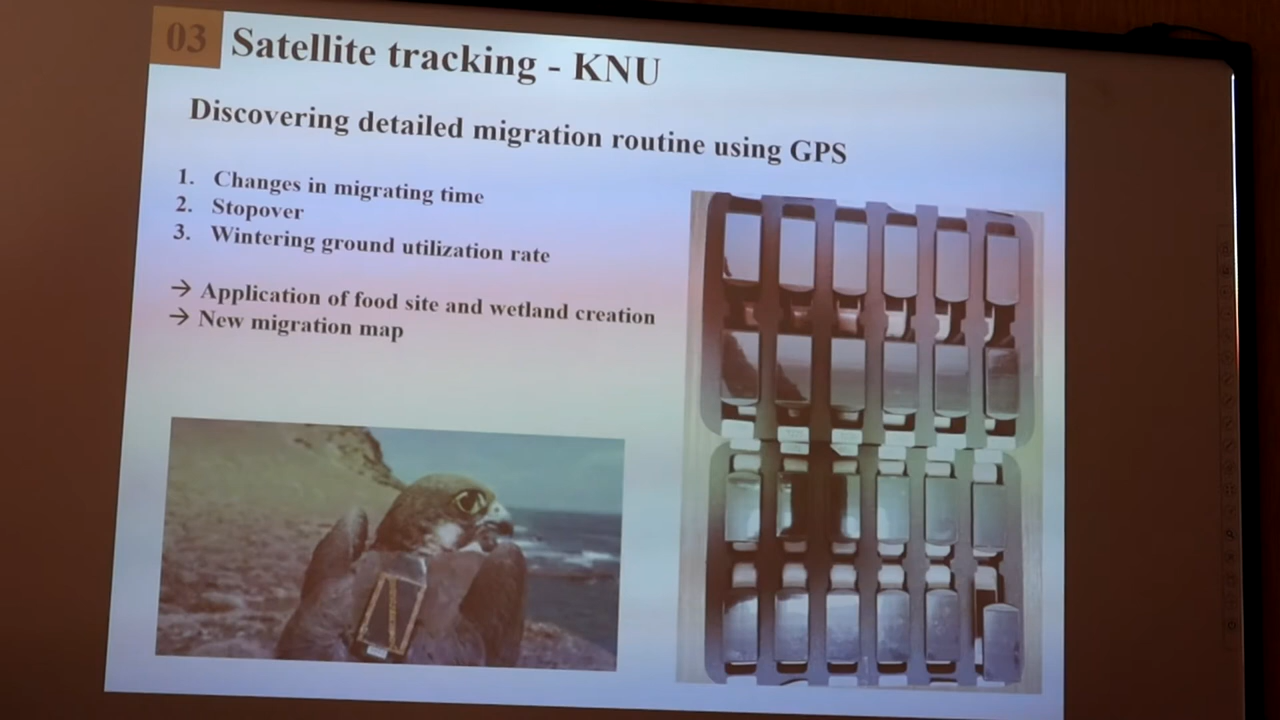 03 Satellite tracking - KNU
Discovering detailed migration routine using GPS
1. Changes in migrating time
2. Stopover
3. Wintering ground utilization rate
→ Application of food site and wetland creation
→ New migration map